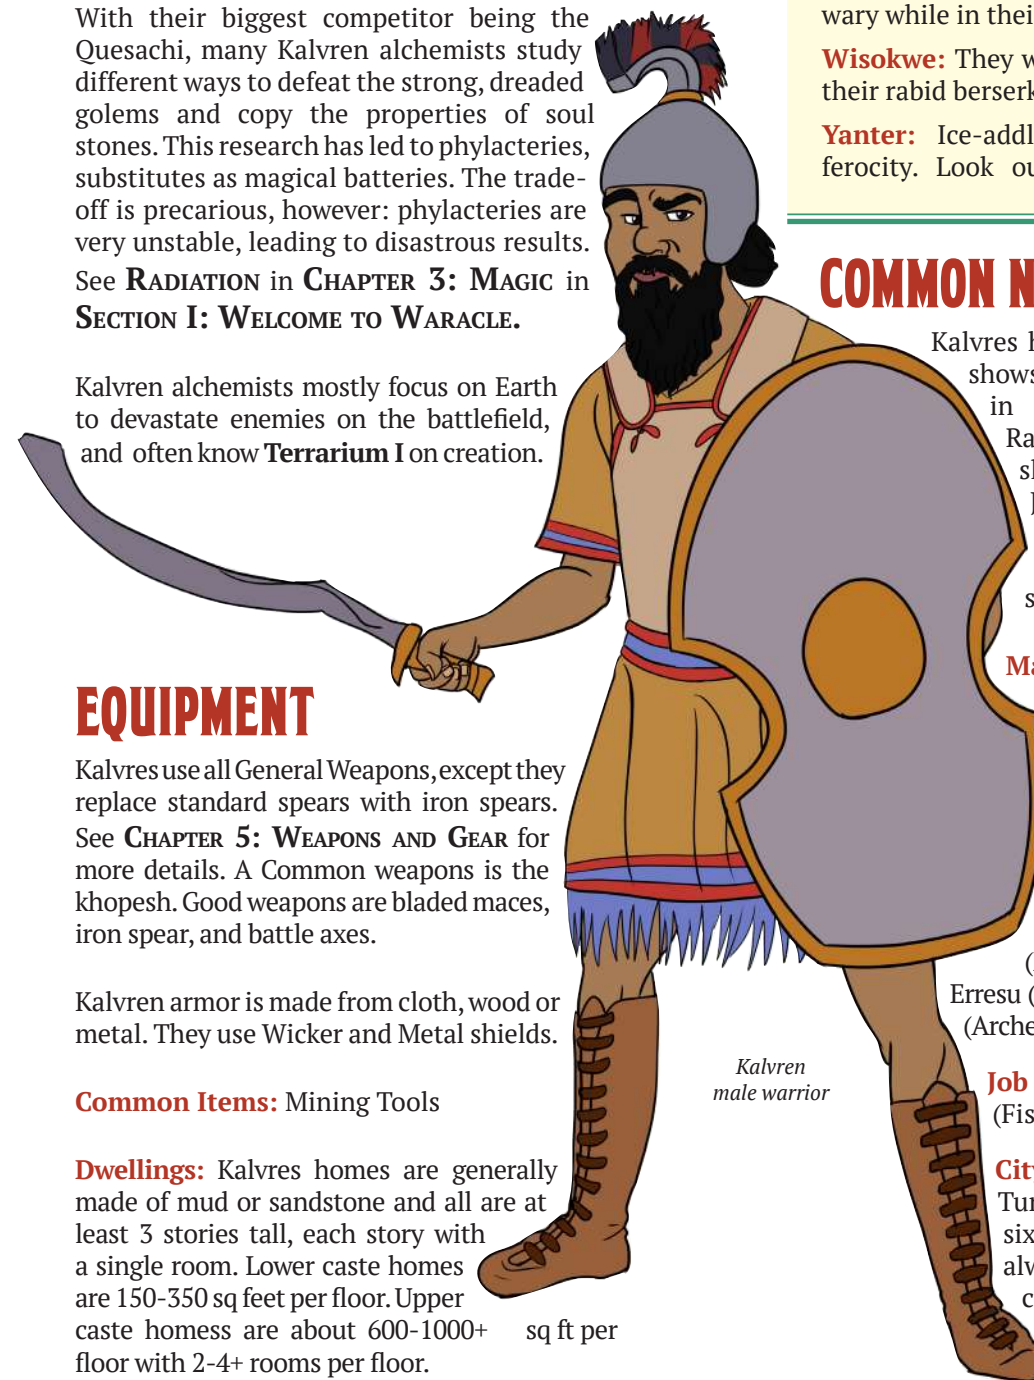 With their biggest competitor being the
Quesachi, many Kalvren alchemists study
different ways to defeat the strong, dreaded
golems and copy the properties of soul
stones. This research has led to phylacteries,
substitutes as magical batteries. The trade-
off is precarious, however: phylacteries are
very unstable, leading to disastrous results.
See Radiation in Chapter 3: Magic in
Section I: Welcome to Waracle.
Kalvren alchemists mostly focus on Earth
to devastate enemies on the battlefield,
and often know Terrarium I on creation.
EQUIPMENT
Kalvres use all General Weapons, except they
replace standard spears with iron spears.
See Chapter 5: Weapons and Gear for
more details. A Common weapons is the
khopesh. Good weapons are bladed maces,
iron spear, and battle axes.
Kalvren armor is made from cloth, wood or
metal. They use Wicker and Metal shields.
Common Items: Mining Tools
Dwellings: Kalvres homes are generally
made of mud or sandstone and all are at
least 3 stories tall, each story with
a single room. Lower caste homes
are 150-350 sq feet per floor. Upper
caste homess are about 600-1000+ sq ft per
floor with 2-4+ rooms per floor.
Kalvren
male warrior
wary while in
Wisokwe: They
their rabid
Yanter:
ferocity. Look
COMMON
Kalvres
shows
in
Erresu
Job